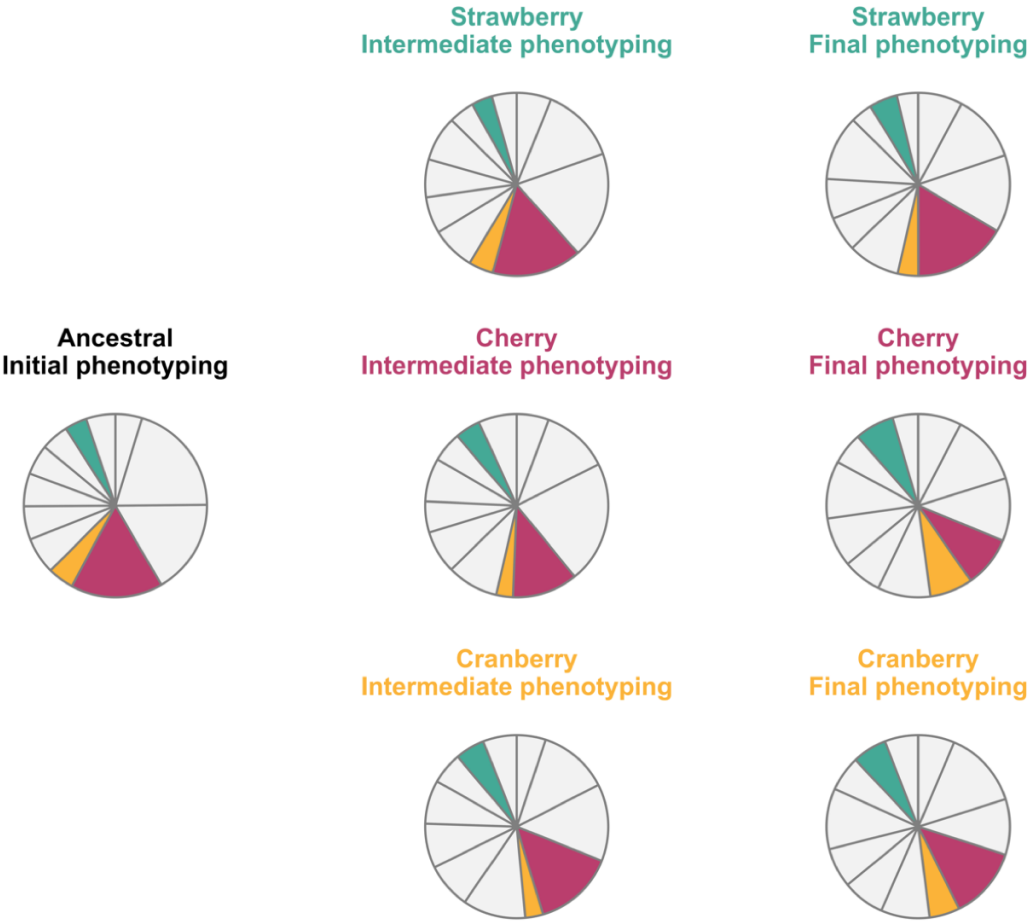 Strawberry
Intermediate phenotyping
Strawberry
Final phenotyping
Ancestral
Initial phenotyping
Cherry
Intermediate phenotyping
Cherry
Final phenotyping
Cranberry
Intermediate phenotyping
Cranberry
Final phenotyping